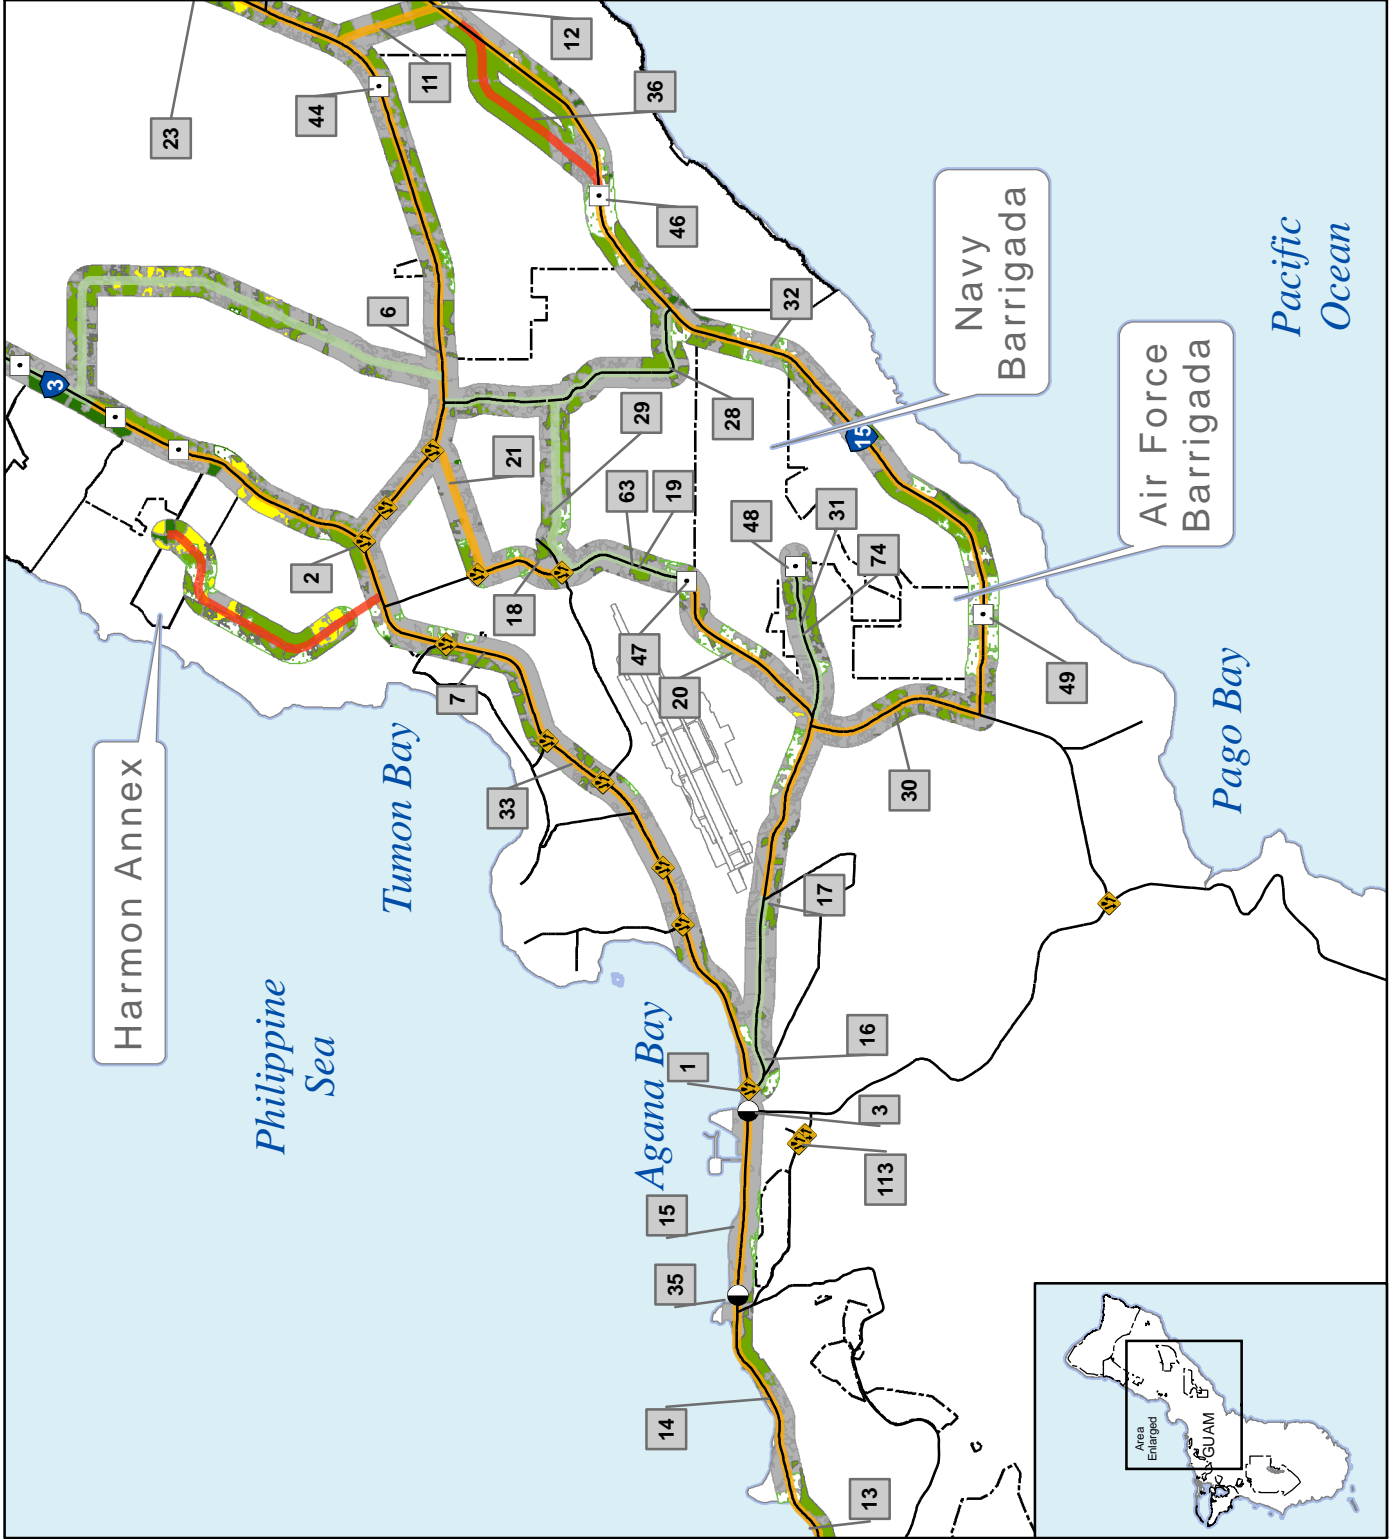 23
44
11
12
36
46
3
6
32
Navy
Barrigada
Pacific
Ocean
Air Force
Barrigada
21
29
28
15
63
19
48
31
74
2
18
47
20
7
49
Harmon Annex
Tumon Bay
33
30
Pago Bay
17
Philippine
Sea
Agana Bay
1
16
3
113
15
35
14
13
Area
Enlarged
GUAM